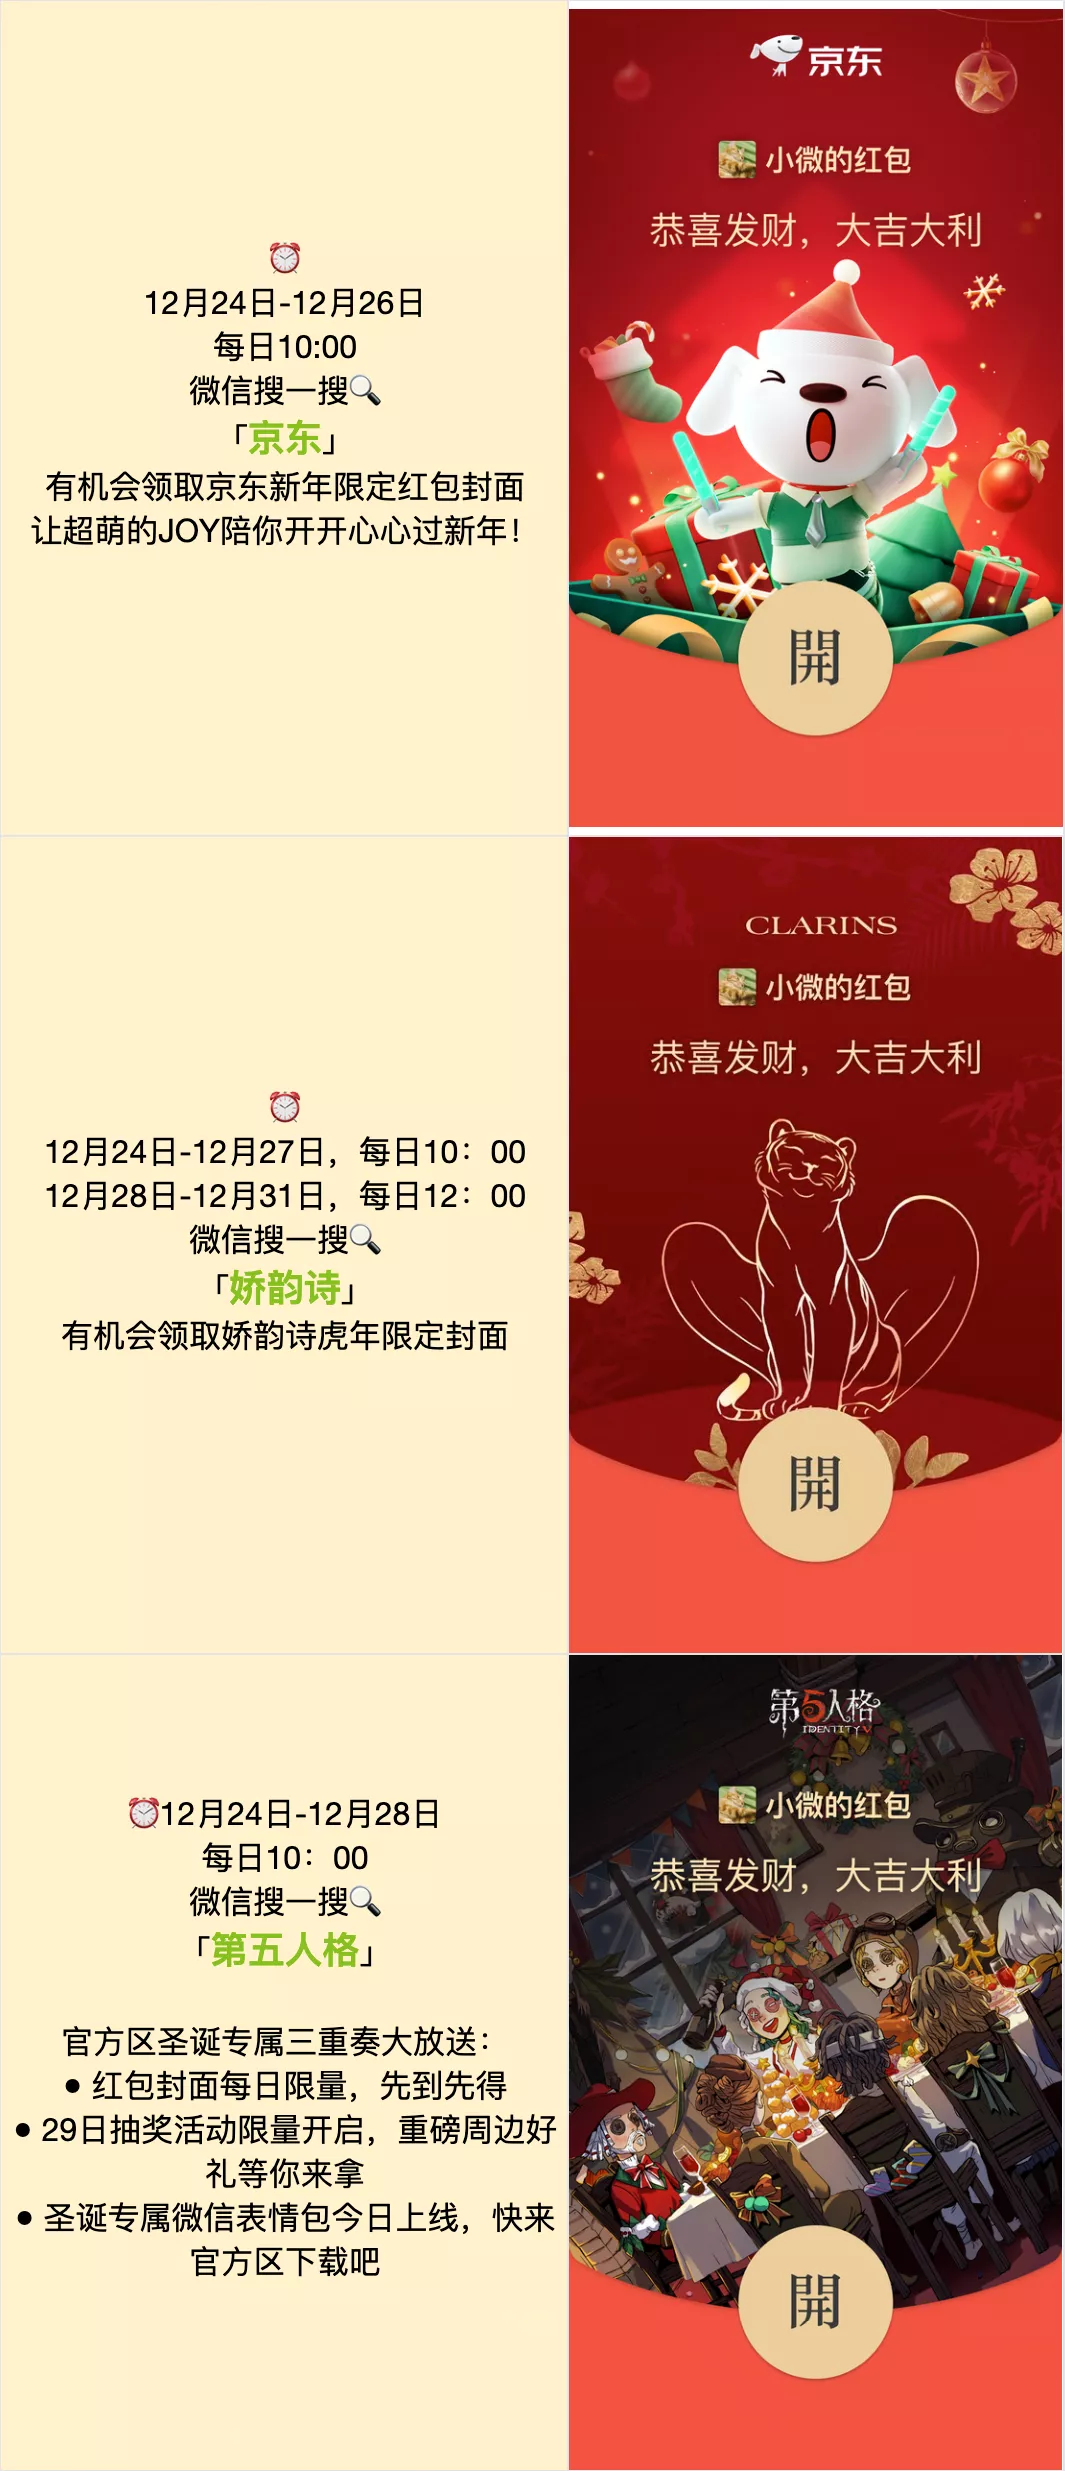 ⏰
12月24日-12月26日
每日10:00
微信搜一搜🔍
「京东」
有机会领取京东新年限定红包封面
让超萌的JOY陪你开开心心过新年！
京东
小微的红包
恭喜发财，大吉大利
開
⏰
12月24日-12月27日，每日10：00
12月28日-12月31日，每日12：00
微信搜一搜🔍
「娇韵诗」
有机会领取娇韵诗虎年限定封面
CLARINS
小微的红包
恭喜发财，大吉大利
開
⏰12月24日-12月28日
每日10：00
微信搜一搜🔍
「第五人格」
官方区圣诞专属三重奏大放送：
● 红包封面每日限量，先到先得
● 29日抽奖活动限量开启，重磅周边好
礼等你来拿
● 圣诞专属微信表情包今日上线，快来
官方区下载吧
第5人格
IDENTITY V
小微的红包
恭喜发财，大吉大利
開